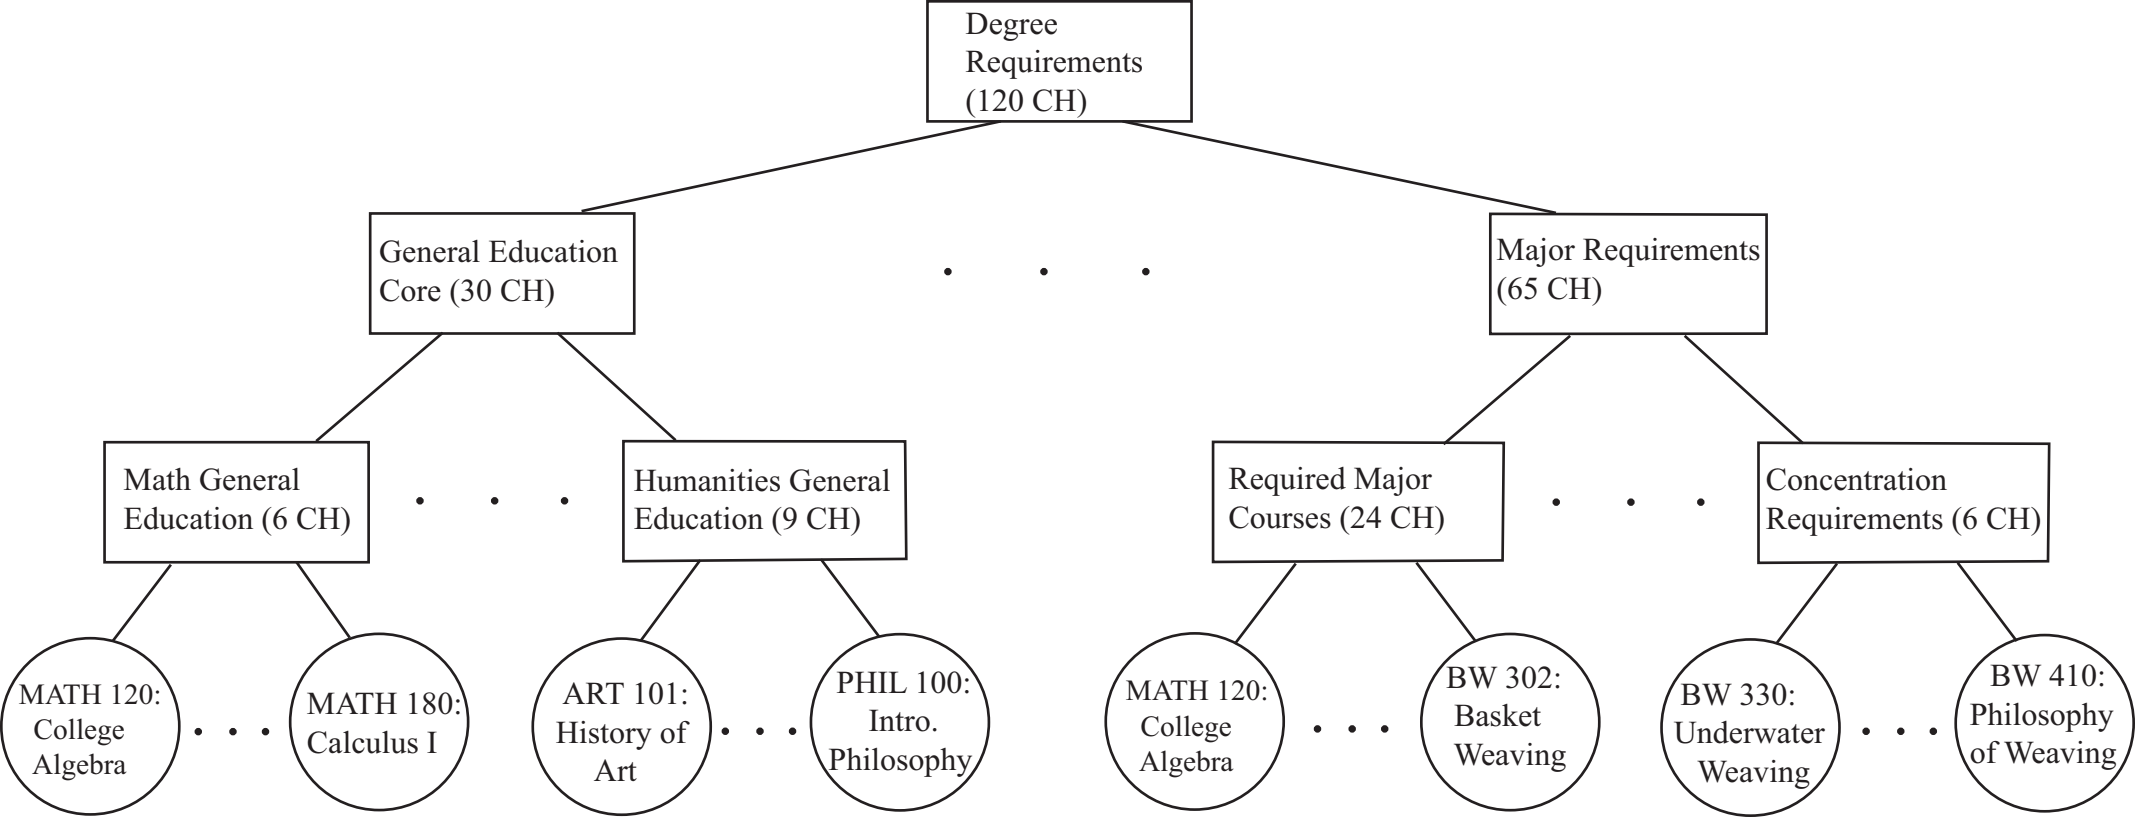 Degree
Requirements
(120 CH)
General Education
Core (30 CH)
Major Requirements
(65 CH)
Math General
Education (6 CH)
Humanities General
Education (9 CH)
Required Major
Courses (24 CH)
Concentration
Requirements (6 CH)
MATH 120:
College
Algebra
MATH 180:
Calculus I
ART 101:
History of
Art
PHIL 100:
Intro.
Philosophy
MATH 120:
College
Algebra
BW 302:
Basket
Weaving
BW 330:
Underwater
Weaving
BW 410:
Philosophy
of Weaving